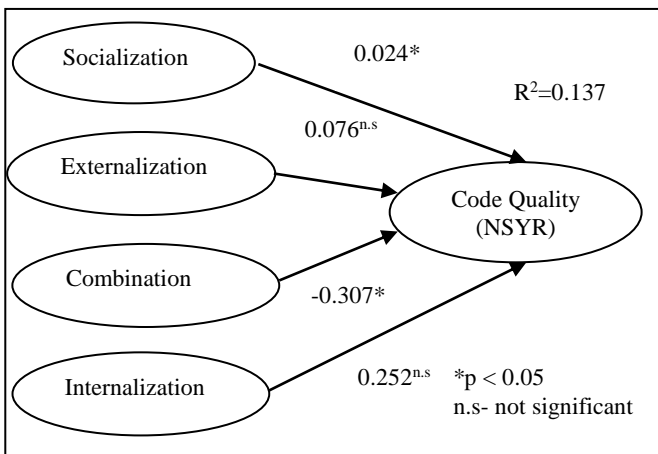 Socialization
0.024*
R²=0.137
0.076n.s
Externalization
Code Quality
(NSYR)
Combination
-0.307*
Internalization
0.252n.s
*p < 0.05
n.s- not significant